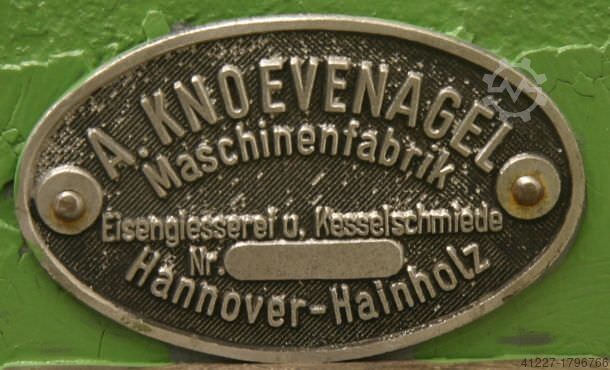 A. KNOEVENAGEL
Maschinenfabrik
Eisengiesserei u. Kesselschmiede
Nr.
Hannover-Hainholz
41227-1796766